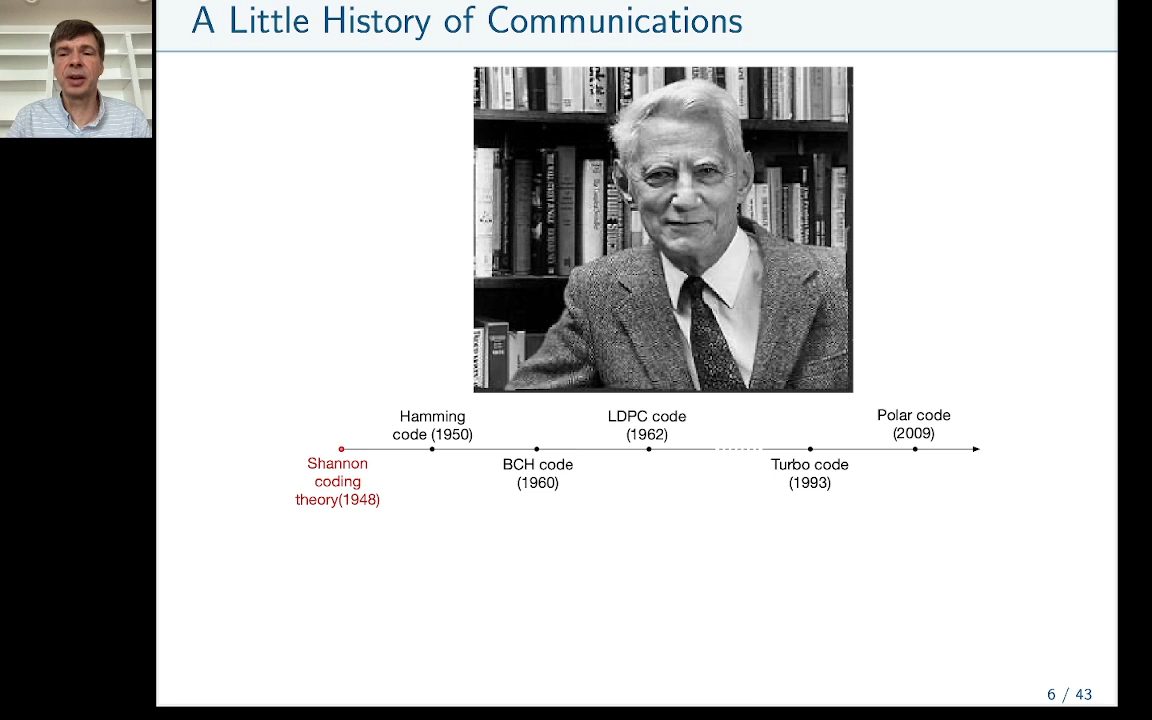 A Little History of Communications
Hamming
code (1950)
LDPC code
(1962)
Polar code
(2009)
Shannon
coding
theory(1948)
BCH code
(1960)
Turbo code
(1993)
6 / 43